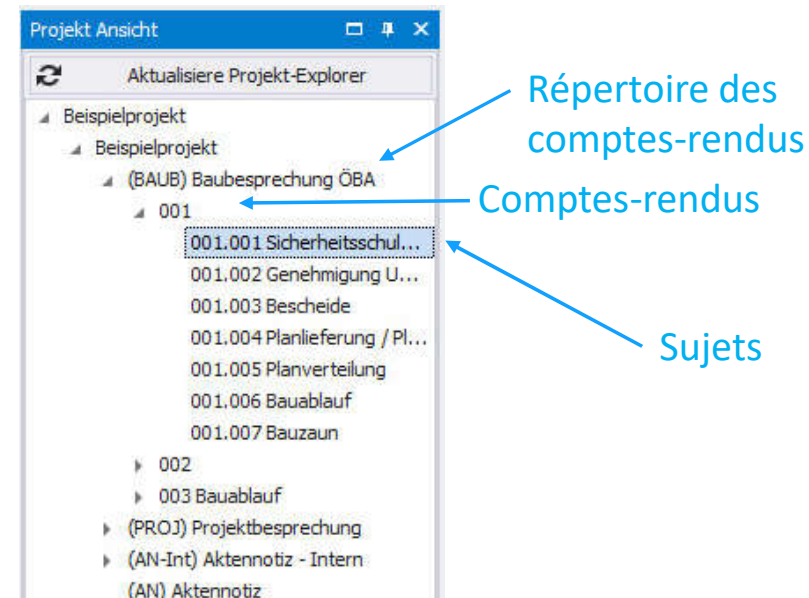 Projekt Ansicht
Aktualisiere Projekt-Explorer
Beispielprojekt
Beispielprojekt
(BAUB) Baubesprechung ÖBA
001
001.001 Sicherheitsschul...
001.002 Genehmigung U...
001.003 Bescheide
001.004 Planlieferung / Pl...
001.005 Planverteilung
001.006 Bauablauf
001.007 Bauzaun
002
003 Bauablauf
(PROJ) Projektbesprechung
(AN-Int) Aktennotiz - Intern
(AN) Aktennotiz
Répertoire des
comptes-rendus
Comptes-rendus
Sujets